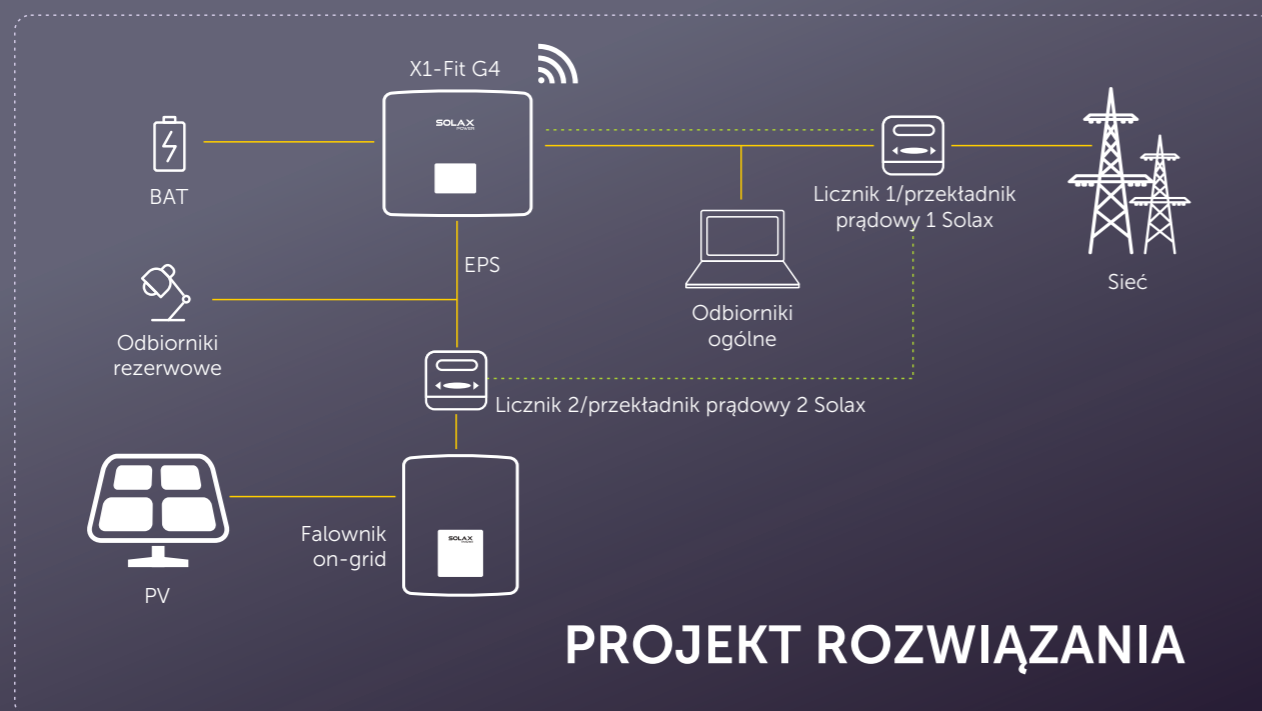 X1-Fit G4
SOLAX
POWER
BAT
Licznik 1/przekładnik
prądowy 1 Solax
EPS
Sieć
Odbiorniki
ogólne
Odbiorniki
rezerwowe
Licznik 2/przekładnik prądowy 2 Solax
Falownik
on-grid
SOLAX
POWER
PV
PROJEKT ROZWIĄZANIA